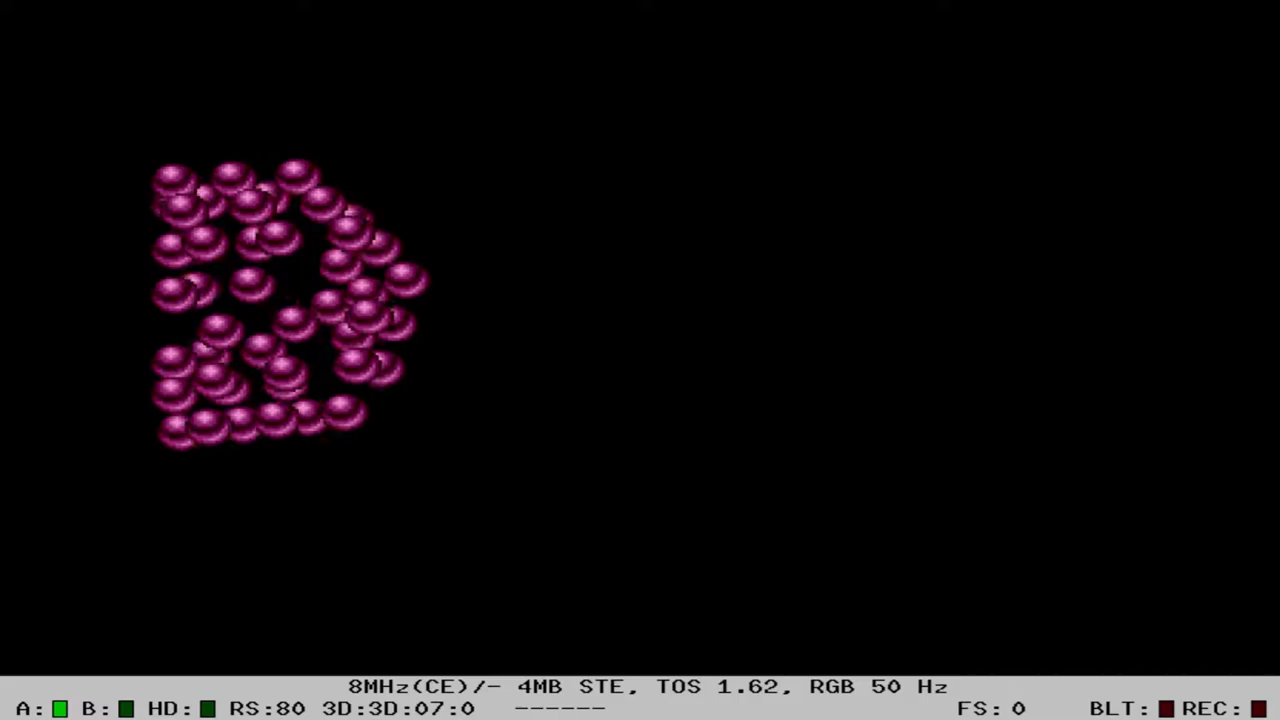 8MHz(CE)/- 4MB STE, TOS 1.62, RGB 50 Hz
A: B: HD: RS:80 3D:3D:07:0 ------ FS: 0 BLT: REC: